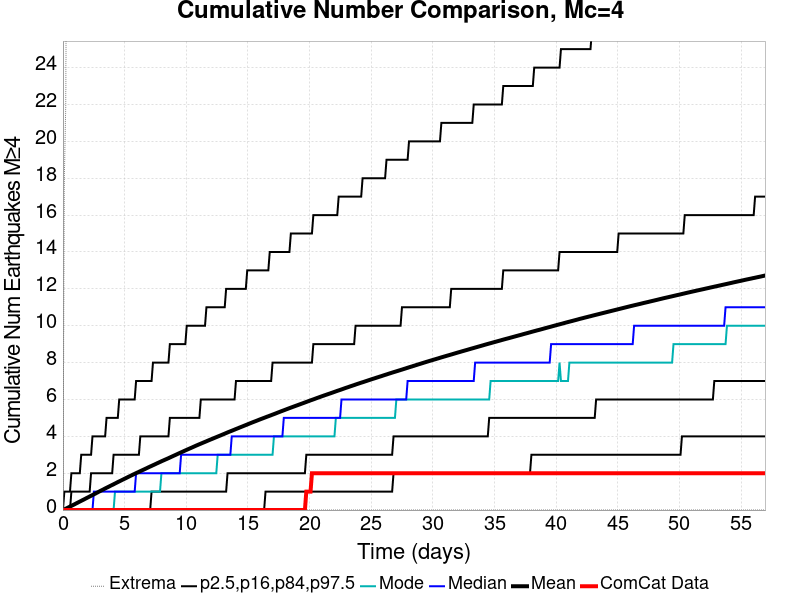 Cumulative Number Comparison, Mc=4
Cumulative Num Earthquakes M≥4
24
22
20
18
16
14
12
10
8
6
4
2
0
0 5 10 15 20 25 30 35 40 45 50 55
Time (days)
Extrema p2.5,p16,p84,p97.5 Mode Median Mean ComCat Data